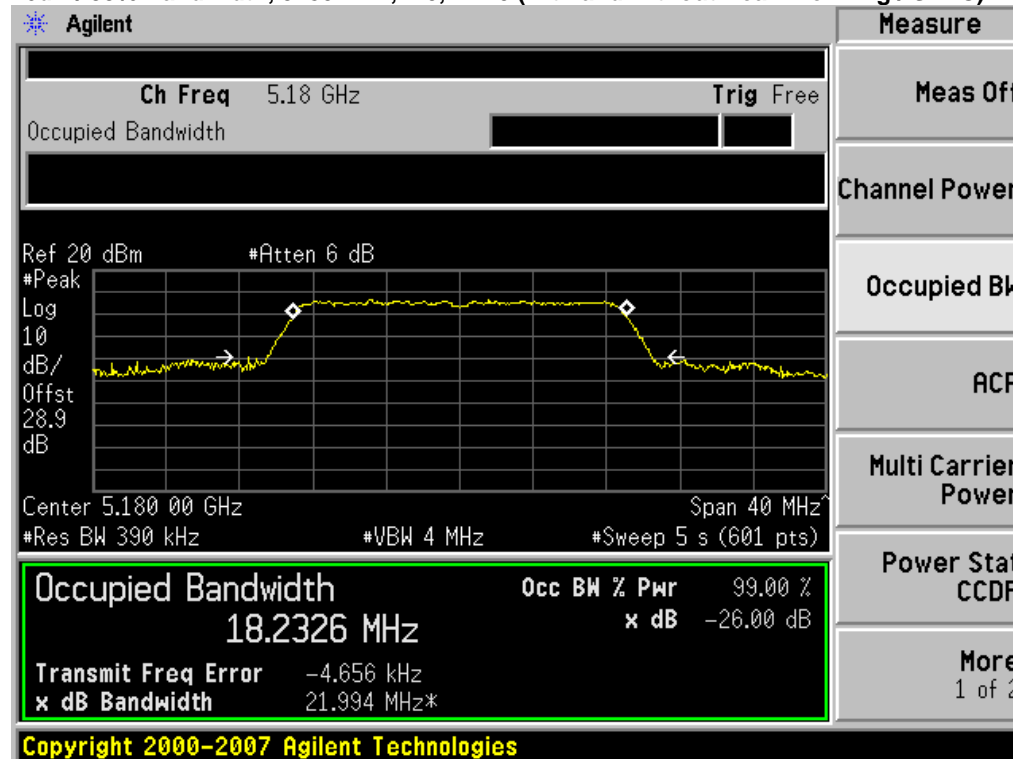 Agilent
Measure
Ch Freq 5.18 GHz
Trig Free
Occupied Bandwidth
Ref 20 dBm
#Atten 6 dB
#Peak
Log
10
dB/
Offst
28.9
dB
Center 5.180 00 GHz
Span 40 MHz^
#Res BW 390 kHz
#VBW 4 MHz
#Sweep 5 s (601 pts)
Occupied Bandwidth
18.2326 MHz
Occ BW % Pwr 99.00 %
x dB -26.00 dB
Transmit Freq Error -4.656 kHz
x dB Bandwidth 21.994 MHz*
Meas Off
Channel Power
Occupied BW
ACP
Multi Carrier
Power
Power Stat
CCDF
More
1 of 2
Copyright 2000-2007 Agilent Technologies